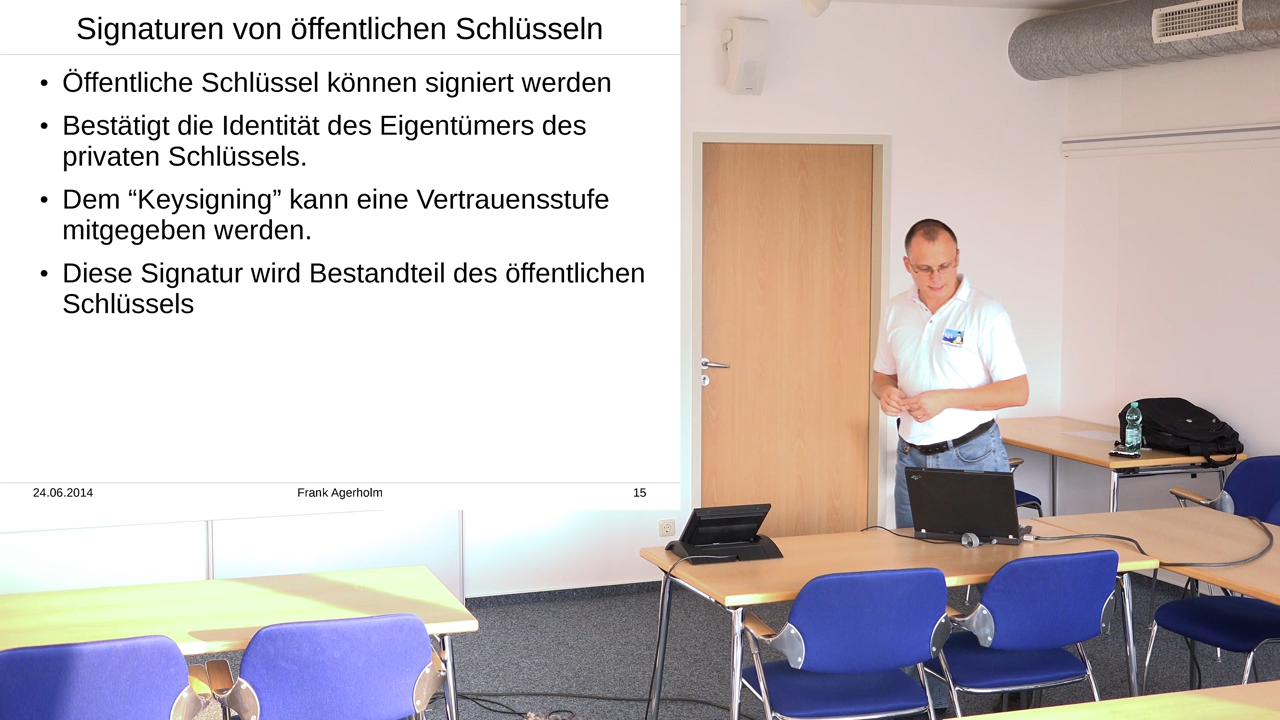 Signaturen von öffentlichen Schlüsseln
• Öffentliche Schlüssel können signiert werden
• Bestätigt die Identität des Eigentümers des
privaten Schlüssels.
• Dem “Keysigning” kann eine Vertrauensstufe
mitgegeben werden.
• Diese Signatur wird Bestandteil des öffentlichen
Schlüssels
24.06.2014 Frank Agerholm 15